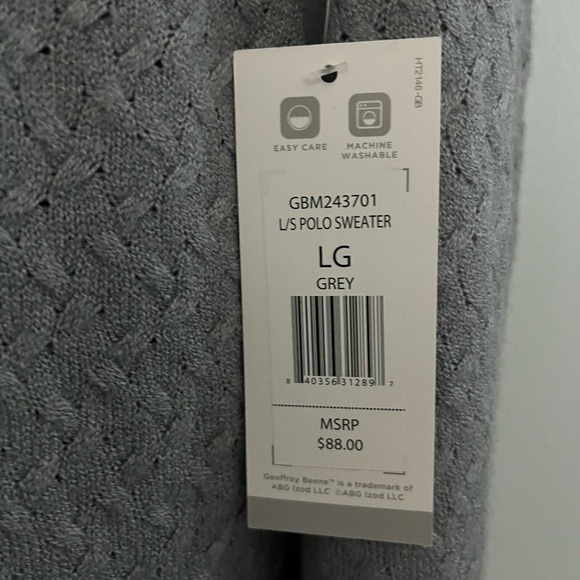 HT2146-GB
EASY CARE
MACHINE
WASHABLE
GBM243701
L/S POLO SWEATER
LG
GREY
8 40356 31289 7
MSRP
$88.00
Geoffrey Beene™ is a trademark of
ABG Izod LLC ©ABG Izod LLC